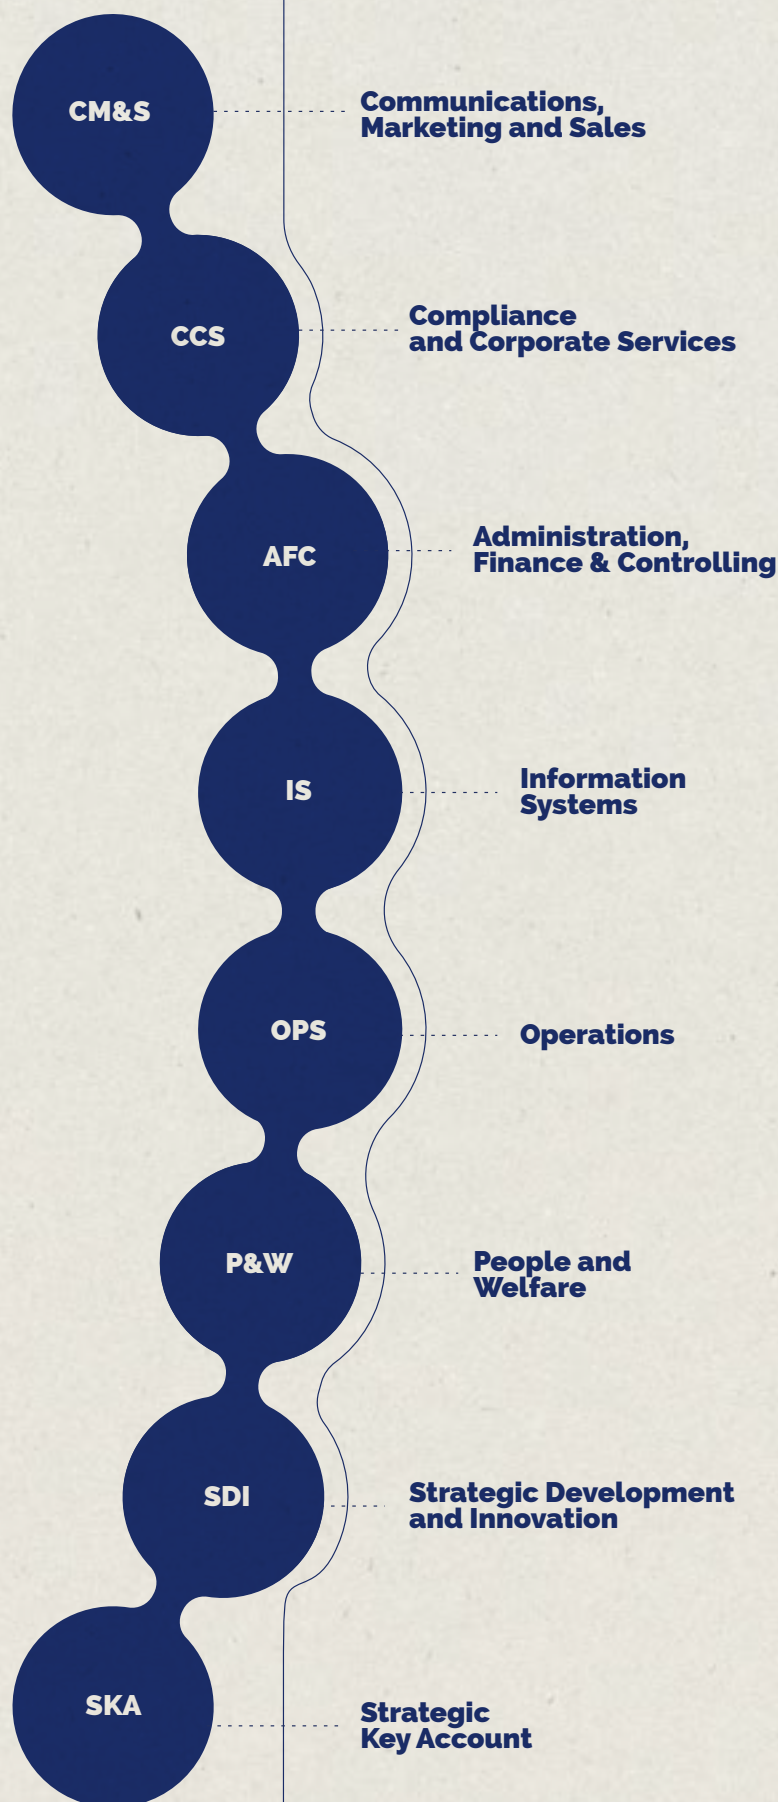 CM&S
Communications,
Marketing and Sales
CCS
Compliance
and Corporate Services
AFC
Administration,
Finance & Controlling
IS
Information
Systems
OPS
Operations
P&W
People and
Welfare
SDI
Strategic Development
and Innovation
SKA
Strategic
Key Account